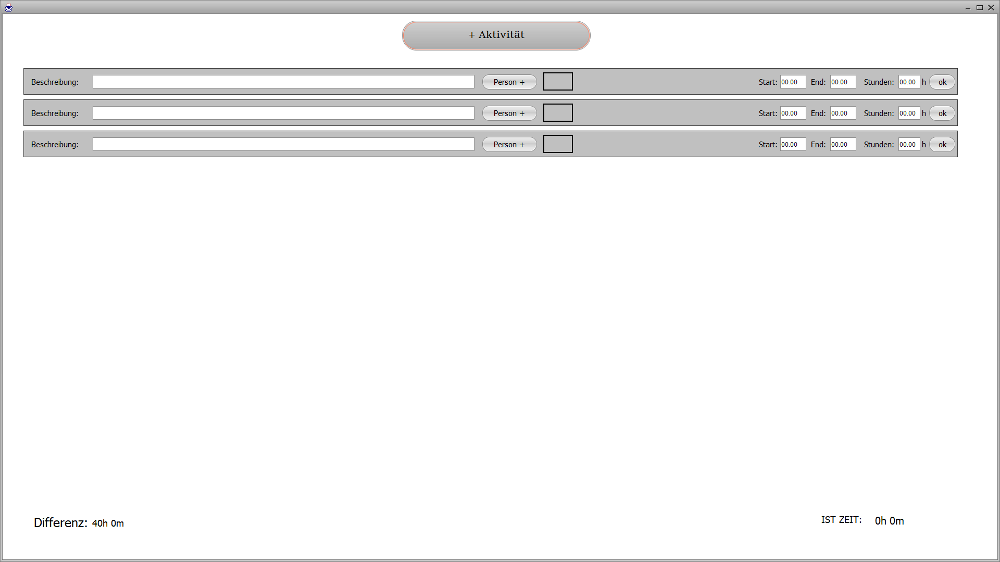 + Aktivität
Beschreibung: Person + Start: 00.00 End: 00.00 Stunden: 00.00 h ok
Beschreibung: Person + Start: 00.00 End: 00.00 Stunden: 00.00 h ok
Beschreibung: Person + Start: 00.00 End: 00.00 Stunden: 00.00 h ok
Differenz: 40h 0m IST ZEIT: 0h 0m